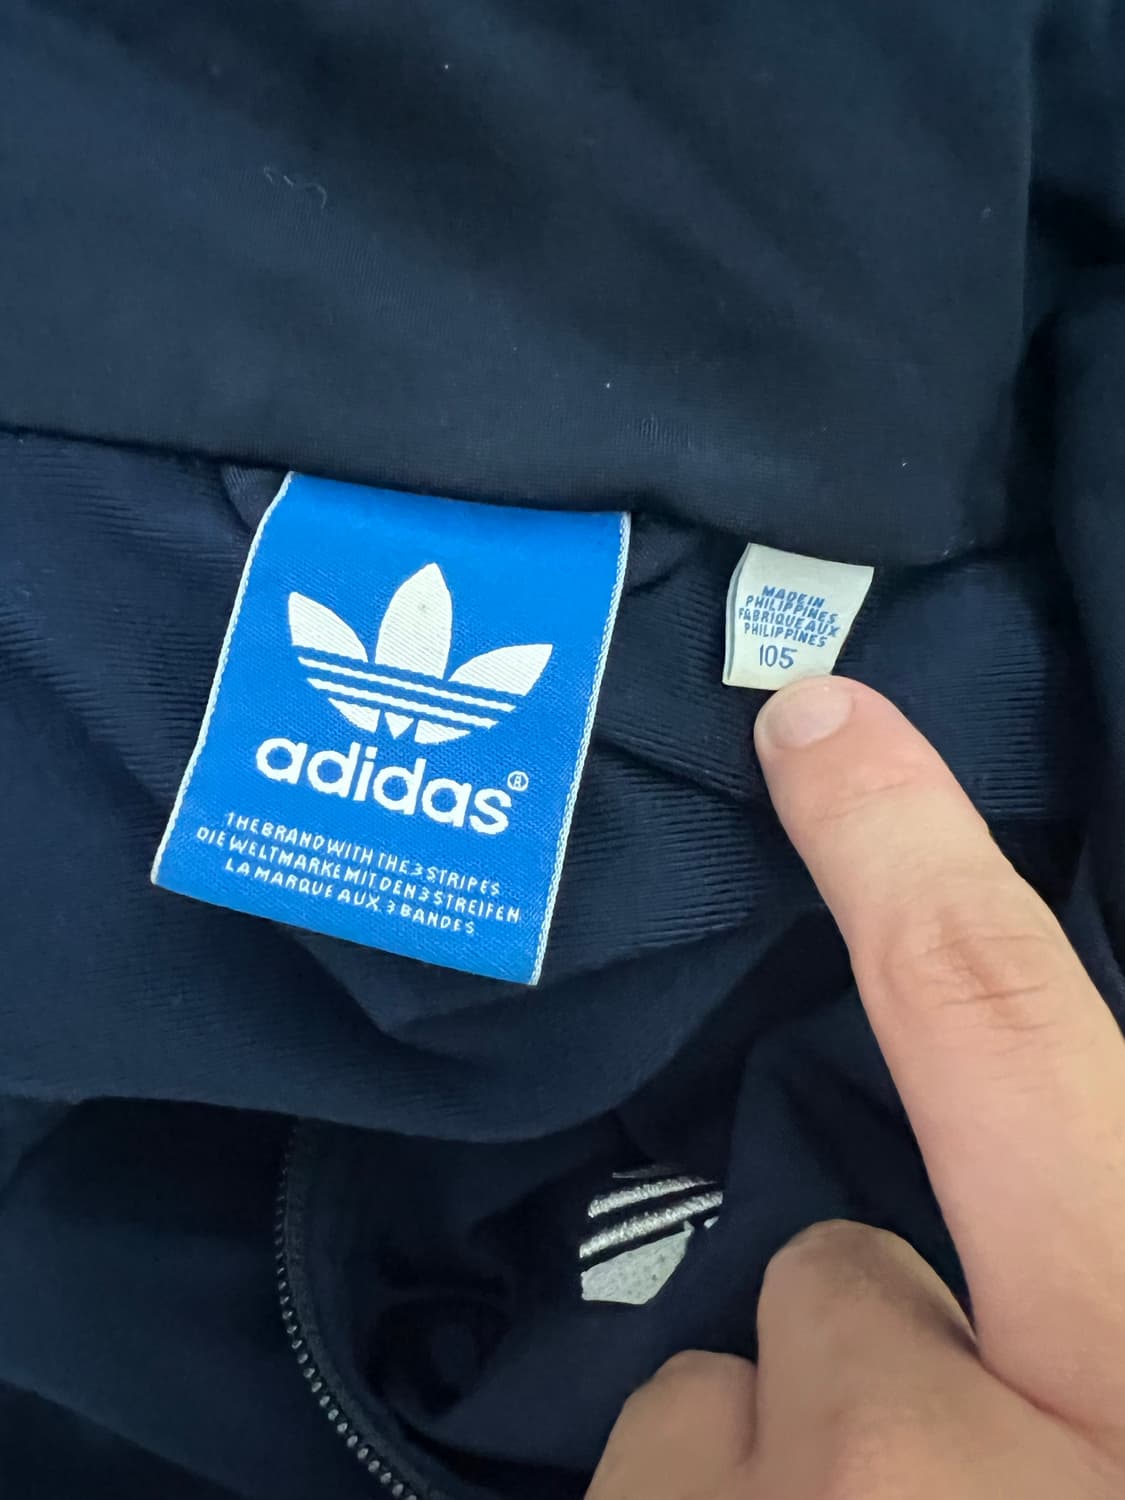 adidas®
THE BRAND WITH THE 3 STRIPES
DIE WELTMARKE MIT DEN 3 STREIFEN
LA MARQUE AUX 3 BANDES
MADE IN
PHILIPPINES
FABRIQUE AUX
PHILIPPINES
105